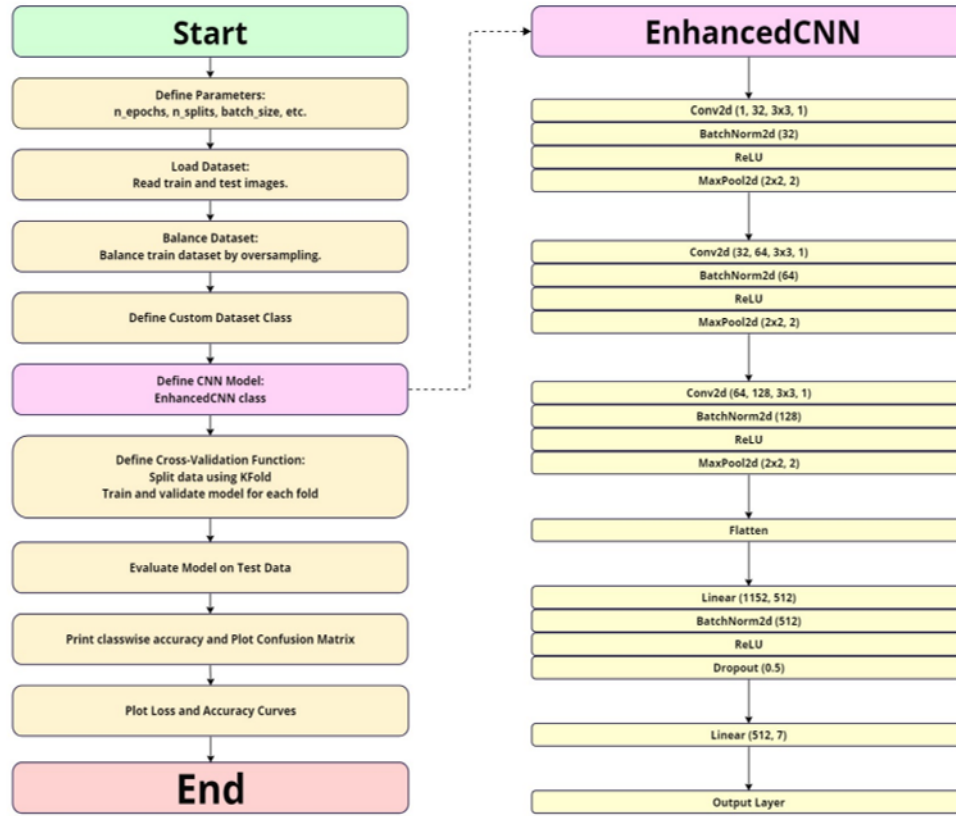 Start
Define Parameters:
n_epochs, n_splits, batch_size, etc.
Load Dataset:
Read train and test images.
Balance Dataset:
Balance train dataset by oversampling.
Define Custom Dataset Class
Define CNN Model:
EnhancedCNN class
Define Cross-Validation Function:
Split data using KFold
Train and validate model for each fold
Evaluate Model on Test Data
Print classwise accuracy and Plot Confusion Matrix
Plot Loss and Accuracy Curves
End
EnhancedCNN
Conv2d (1, 32, 3x3, 1)
BatchNorm2d (32)
ReLU
MaxPool2d (2x2, 2)
Conv2d (32, 64, 3x3, 1)
BatchNorm2d (64)
ReLU
MaxPool2d (2x2, 2)
Conv2d (64, 128, 3x3, 1)
BatchNorm2d (128)
ReLU
MaxPool2d (2x2, 2)
Flatten
Linear (1152, 512)
BatchNorm2d (512)
ReLU
Dropout (0.5)
Linear (512, 7)
Output Layer